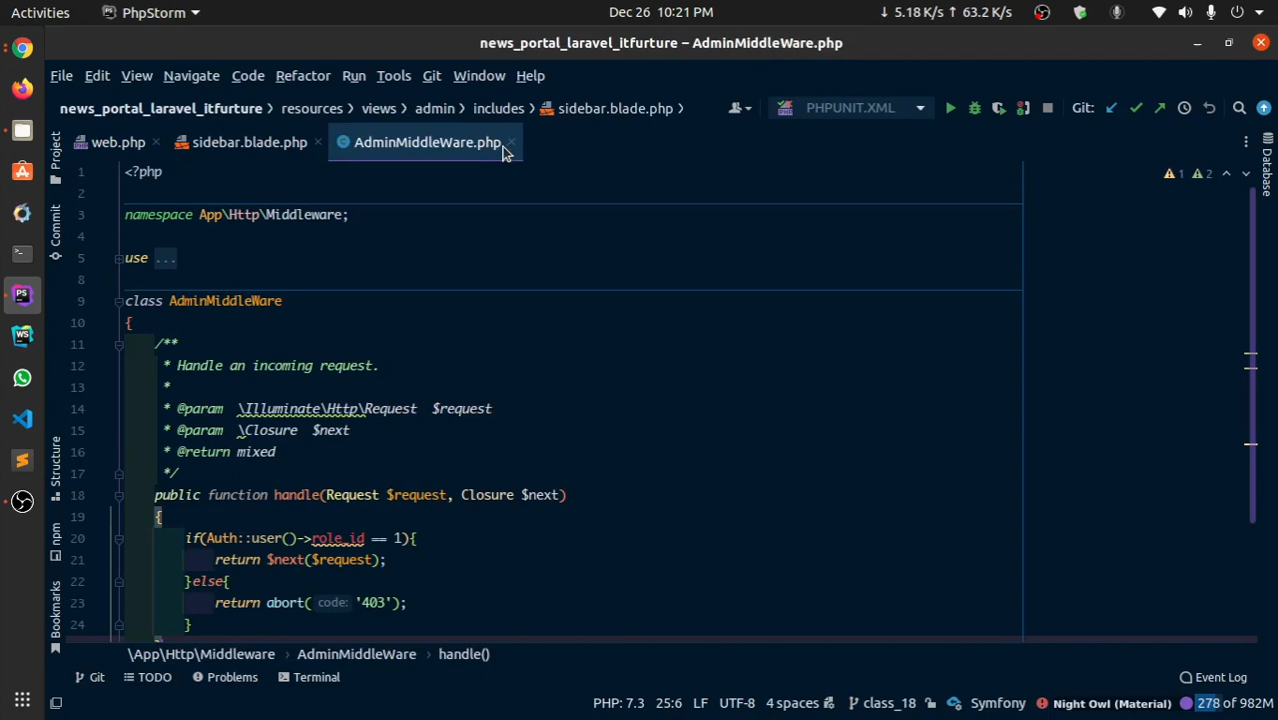 Activities PhpStorm Dec 26 10:21 PM ↓ 5.18 K/s ↑ 63.2 K/s
news_portal_laravel_itfurture – AdminMiddleWare.php
File Edit View Navigate Code Refactor Run Tools Git Window Help
news_portal_laravel_itfurture resources views admin includes sidebar.blade.php PHPUNIT.XML Git:
web.php sidebar.blade.php AdminMiddleWare.php
Project
Commit
Structure
npm
Bookmarks
Database
1 <?php 1 2
2
3 namespace App\Http\Middleware;
4
5 use ...
8
9 class AdminMiddleWare
10 {
11 /**
12 * Handle an incoming request.
13 *
14 * @param \Illuminate\Http\Request $request
15 * @param \Closure $next
16 * @return mixed
17 */
18 public function handle(Request $request, Closure $next)
19 {
20 if(Auth::user()->role_id == 1){
21 return $next($request);
22 }else{
23 return abort( code: '403');
24 }
\App\Http\Middleware AdminMiddleWare handle()
Git TODO Problems Terminal Event Log
PHP: 7.3 25:6 LF UTF-8 4 spaces class_18 Symfony Night Owl (Material) 278 of 982M
PS
WS